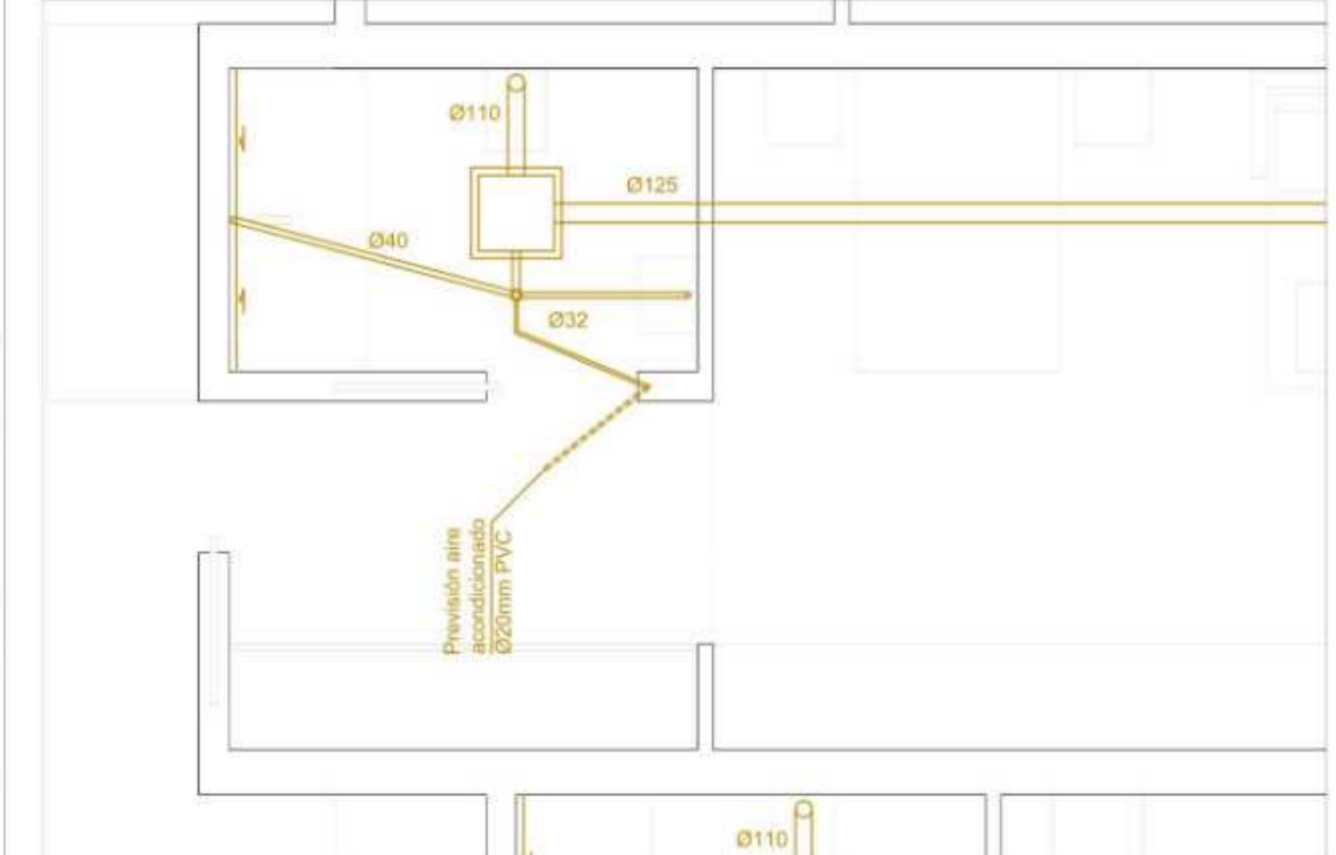 Ø110
Ø125
Ø40
Ø32
Previsión aire
acondicionado
Ø20mm PVC
Ø110